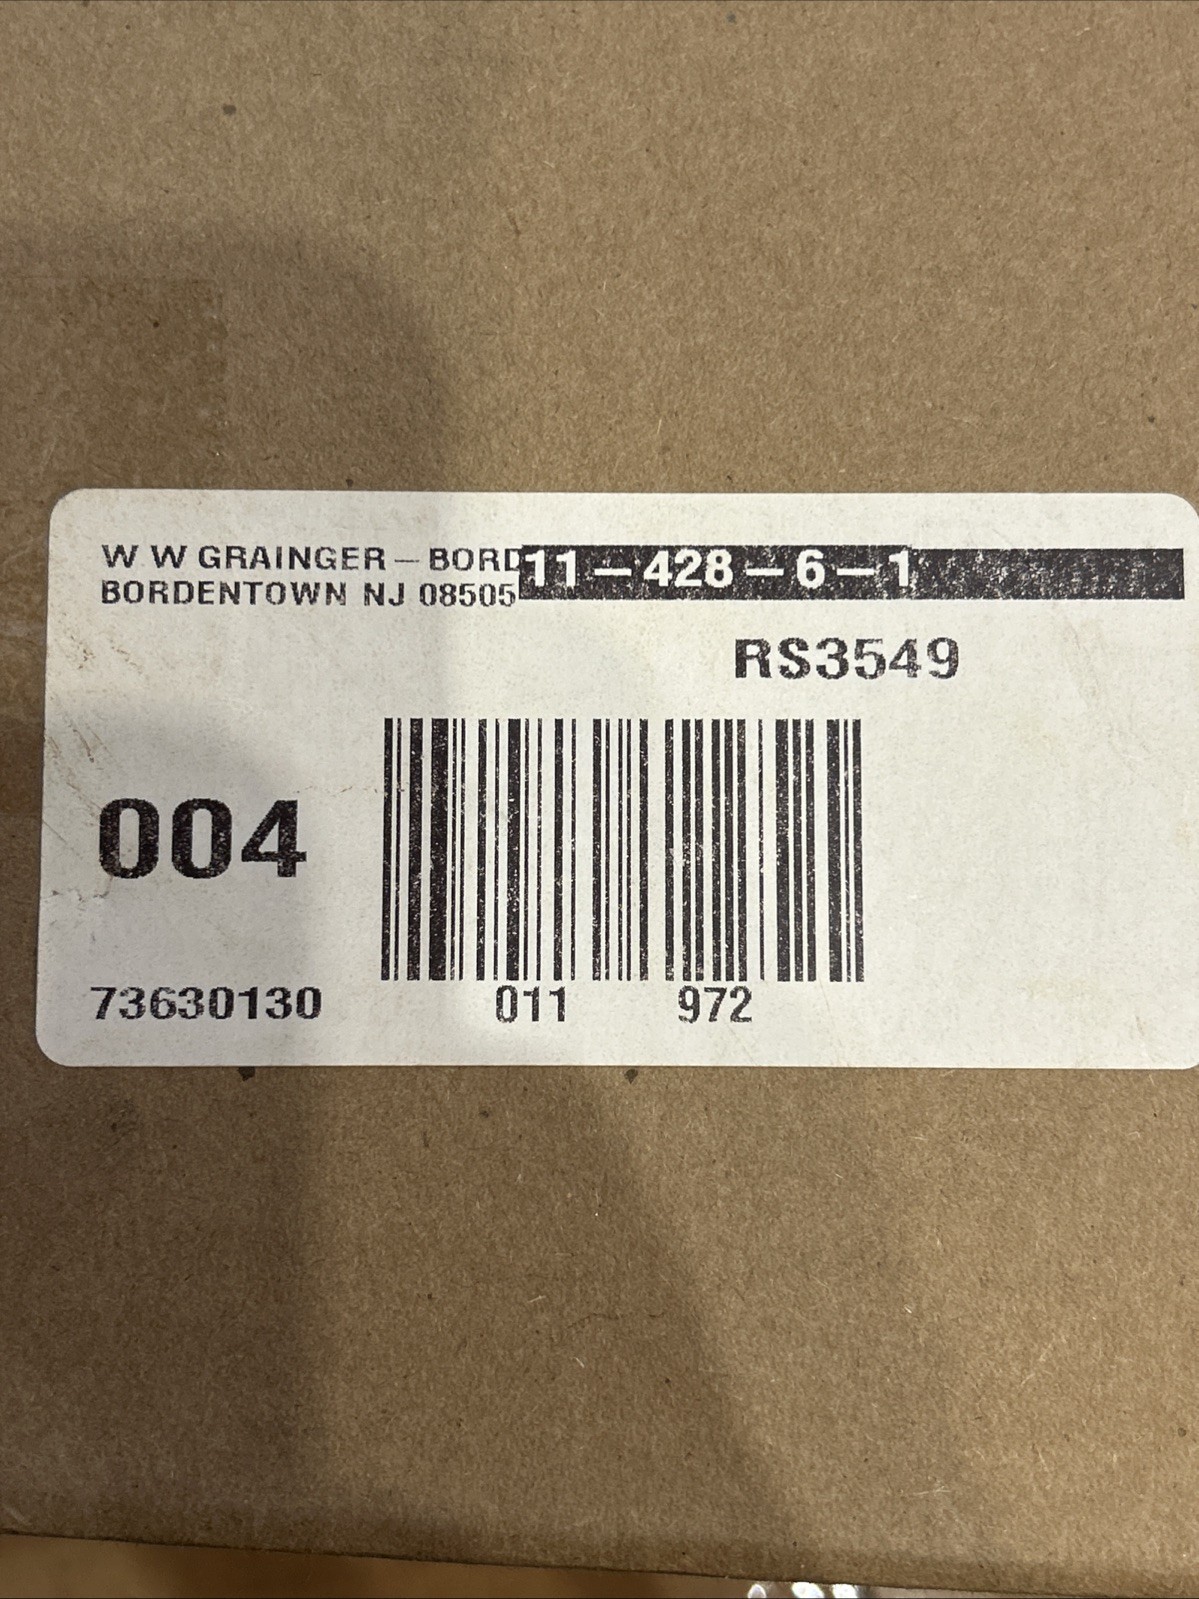 W W GRAINGER – BORD
11 – 428 – 6 – 1
BORDENTOWN NJ 08505
RS3549
004
73630130
011 972